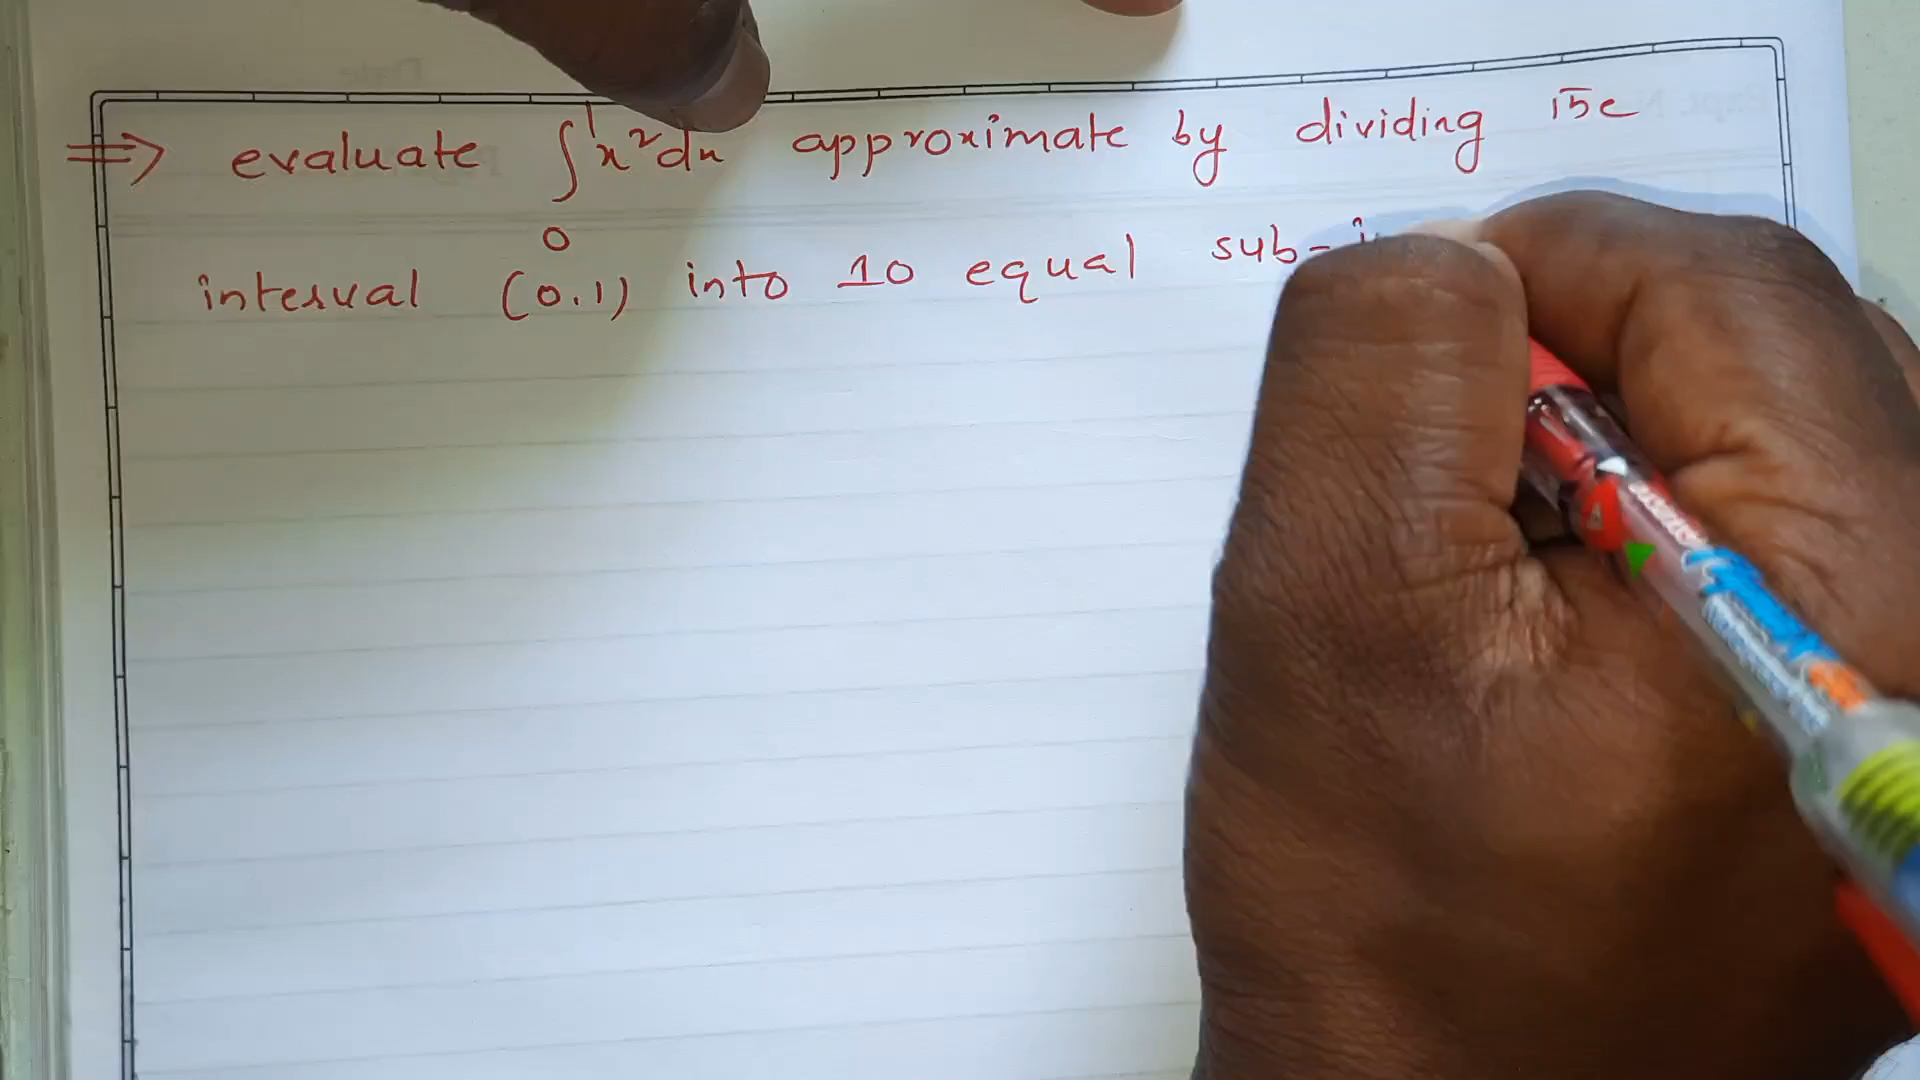 ⇒ evaluate ∫₀¹ x²dx approximate by dividing the
interval (0.1) into 10 equal sub-